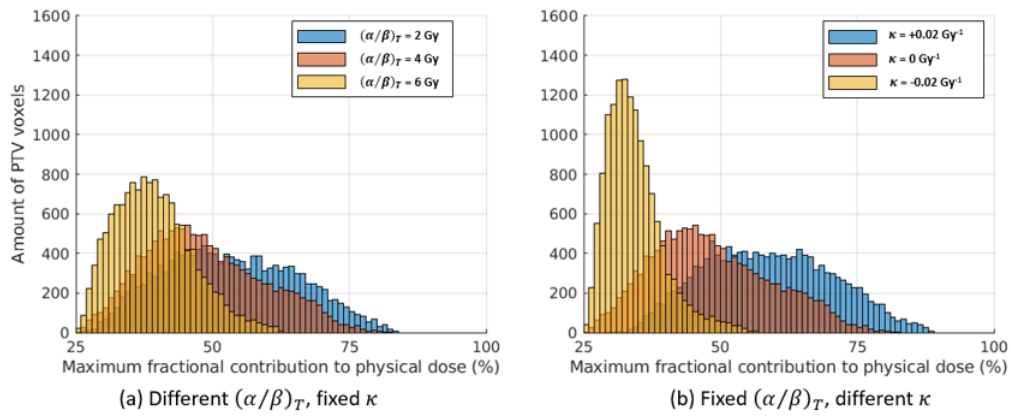 1600
1400
1200
1000
800
600
400
200
0
Amount of PTV voxels
(α/β)T = 2 Gy
(α/β)T = 4 Gy
(α/β)T = 6 Gy
25 50 75 100
Maximum fractional contribution to physical dose (%)
(a) Different (α/β)T, fixed κ
1600
1400
1200
1000
800
600
400
200
0
κ = +0.02 Gy⁻¹
κ = 0 Gy⁻¹
κ = -0.02 Gy⁻¹
25 50 75 100
Maximum fractional contribution to physical dose (%)
(b) Fixed (α/β)T, different κ